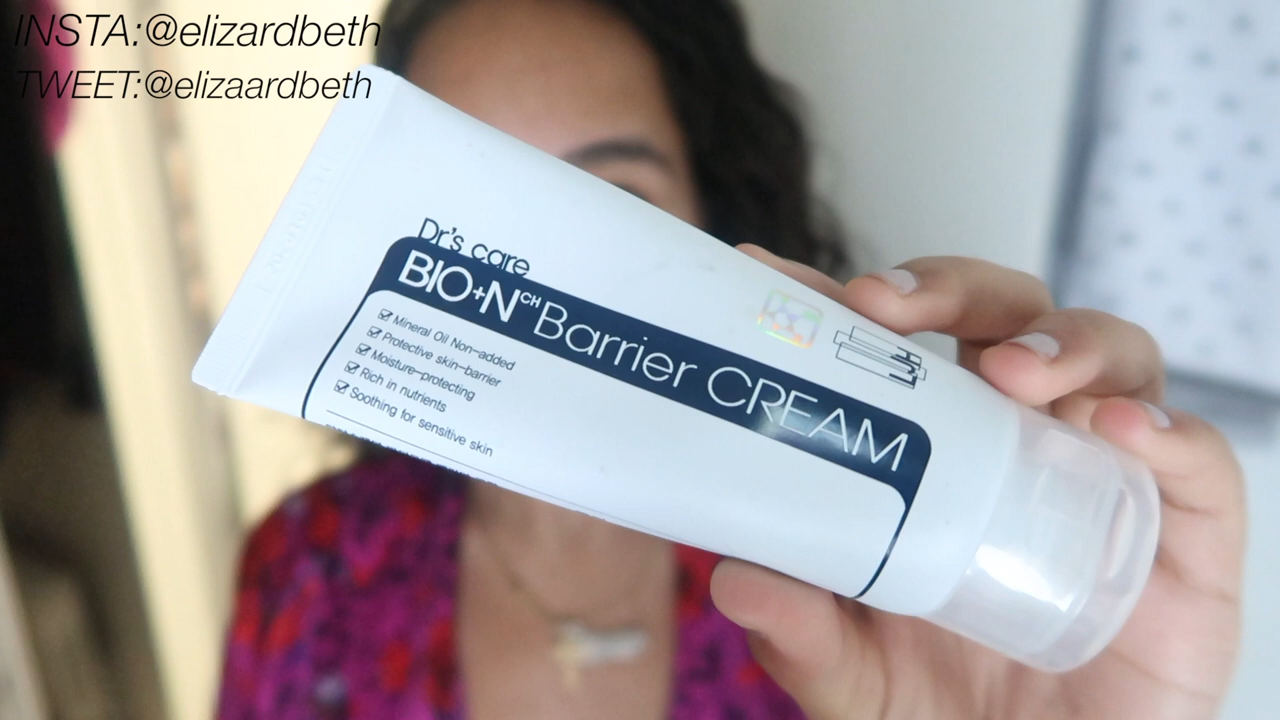 INSTA:@elizardbeth
TWEET:@elizaardbeth
Dr's care
BIO+N CH Barrier CREAM
☑ Mineral Oil Non-added
☑ Protective skin-barrier
☑ Moisture-protecting
☑ Rich in nutrients
☑ Soothing for sensitive skin
LJH